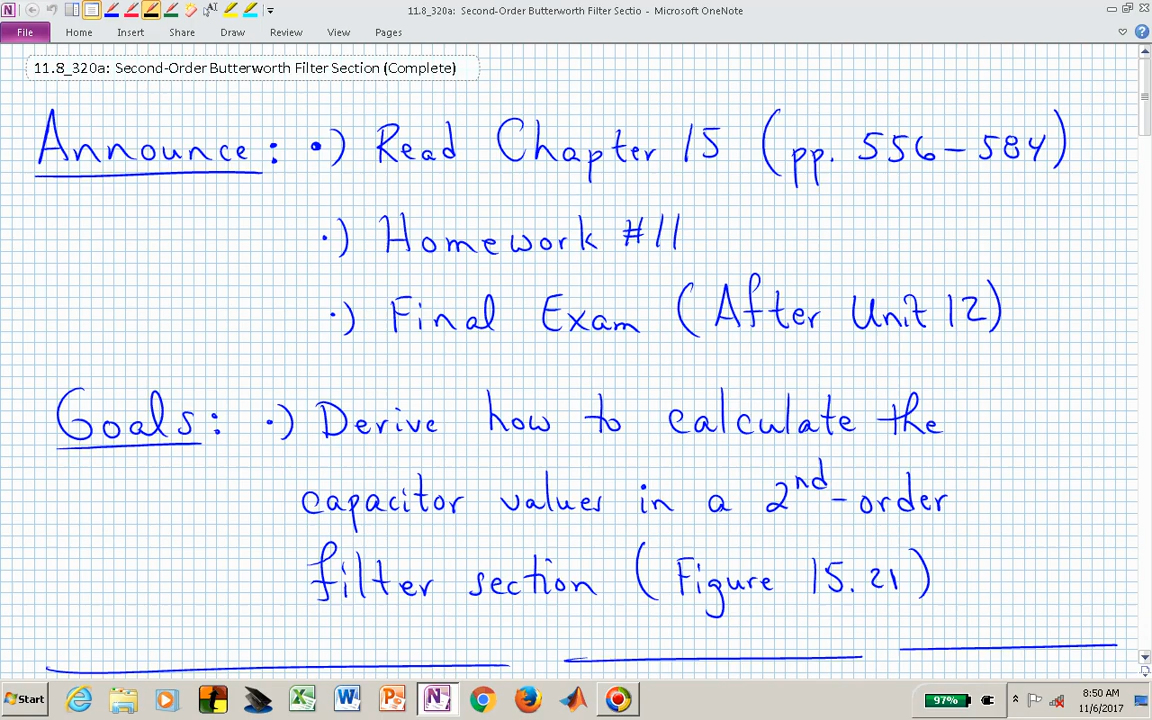 11.8_320a: Second-Order Butterworth Filter Sectio - Microsoft OneNote
File Home Insert Share Draw Review View Pages
11.8_320a: Second-Order Butterworth Filter Section (Complete)
Announce: •) Read Chapter 15 (pp. 556-584)
•) Homework #11
•) Final Exam (After Unit 12)
Goals: •) Derive how to calculate the
capacitor values in a 2nd-order
filter section (Figure 15.21)
Start 97% 8:50 AM
11/6/2017